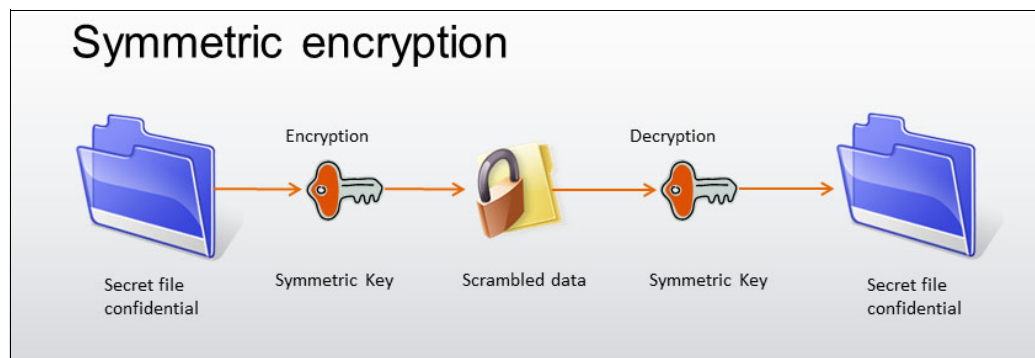 Symmetric encryption
Encryption
Decryption
Secret file
confidential
Symmetric Key
Scrambled data
Symmetric Key
Secret file
confidential